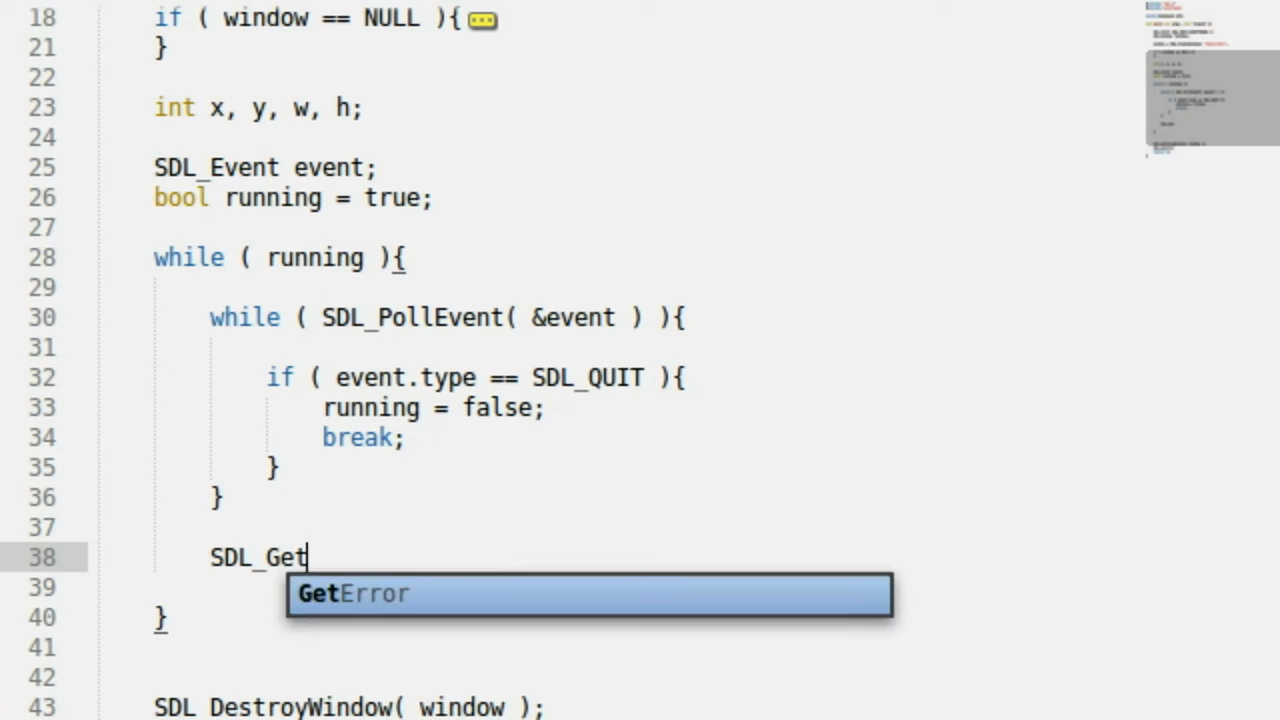 18 if ( window == NULL ){
21 }
22
23 int x, y, w, h;
24
25 SDL_Event event;
26 bool running = true;
27
28 while ( running ){
29
30 while ( SDL_PollEvent( &event ) ){
31
32 if ( event.type == SDL_QUIT ){
33 running = false;
34 break;
35 }
36 }
37
38 SDL_Get
GetError
39
40 }
41
42
43 SDL_DestroyWindow( window );